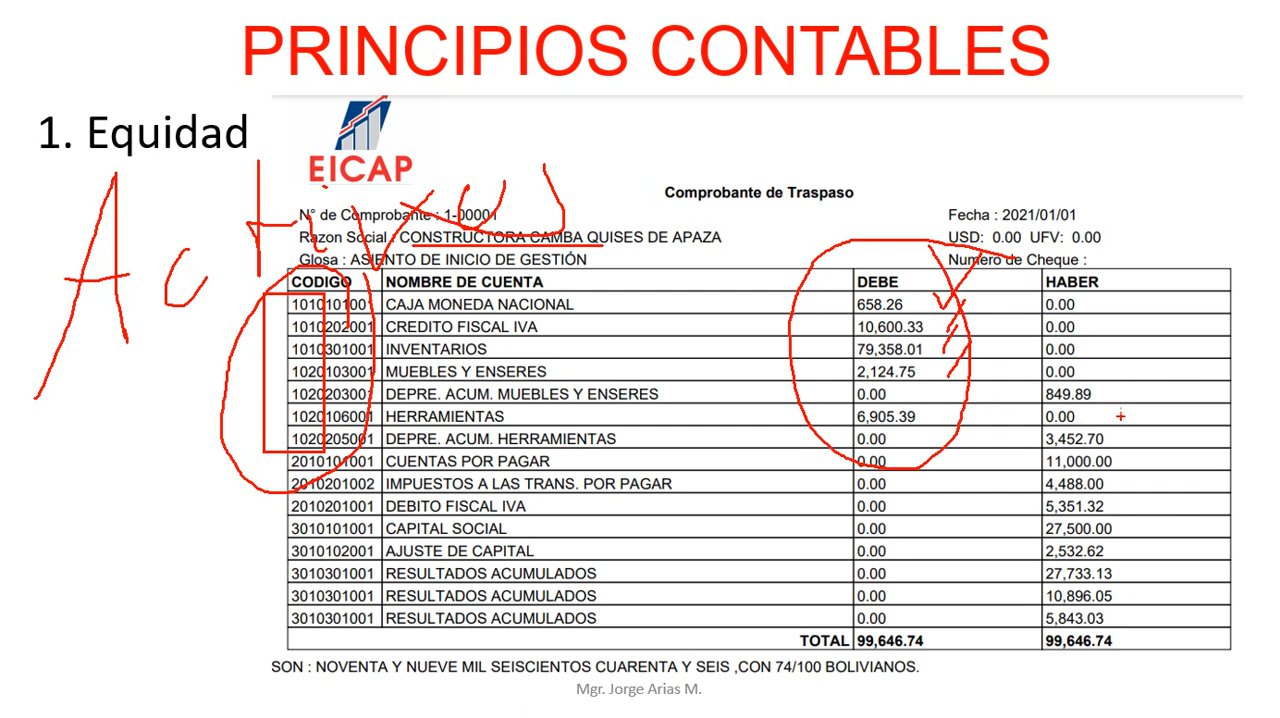 PRINCIPIOS CONTABLES
1. Equidad
EICAP
Activos
Comprobante de Traspaso
N° de Comprobante : 1-00001 Fecha : 2021/01/01
Razon Social : CONSTRUCTORA CAMBA QUISES DE APAZA USD: 0.00 UFV: 0.00
Glosa : ASIENTO DE INICIO DE GESTIÓN Numero de Cheque :
CODIGO NOMBRE DE CUENTA DEBE HABER
1010101001 CAJA MONEDA NACIONAL 658.26 0.00
1010202001 CREDITO FISCAL IVA 10,600.33 0.00
1010301001 INVENTARIOS 79,358.01 0.00
1020103001 MUEBLES Y ENSERES 2,124.75 0.00
1020203001 DEPRE. ACUM. MUEBLES Y ENSERES 0.00 849.89
1020106001 HERRAMIENTAS 6,905.39 0.00
1020205001 DEPRE. ACUM. HERRAMIENTAS 0.00 3,452.70
2010101001 CUENTAS POR PAGAR 0.00 11,000.00
2010201002 IMPUESTOS A LAS TRANS. POR PAGAR 0.00 4,488.00
2010201001 DEBITO FISCAL IVA 0.00 5,351.32
3010101001 CAPITAL SOCIAL 0.00 27,500.00
3010102001 AJUSTE DE CAPITAL 0.00 2,532.62
3010301001 RESULTADOS ACUMULADOS 0.00 27,733.13
3010301001 RESULTADOS ACUMULADOS 0.00 10,896.05
3010301001 RESULTADOS ACUMULADOS 0.00 5,843.03
TOTAL 99,646.74 99,646.74
SON : NOVENTA Y NUEVE MIL SEISCIENTOS CUARENTA Y SEIS ,CON 74/100 BOLIVIANOS.
Mgr. Jorge Arias M.